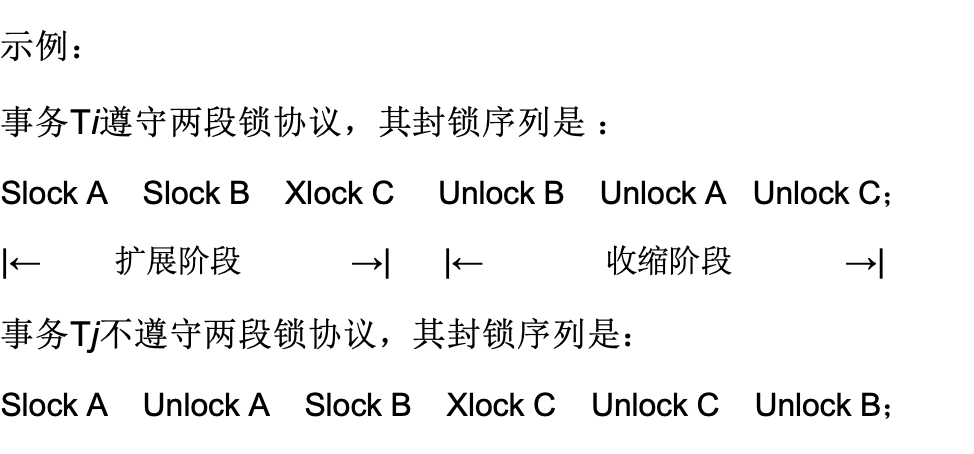 示例：
事务Ti遵守两段锁协议，其封锁序列是 ：
Slock A Slock B Xlock C Unlock B Unlock A Unlock C；
|← 扩展阶段 →| |← 收缩阶段 →|
事务Tj不遵守两段锁协议，其封锁序列是：
Slock A Unlock A Slock B Xlock C Unlock C Unlock B；